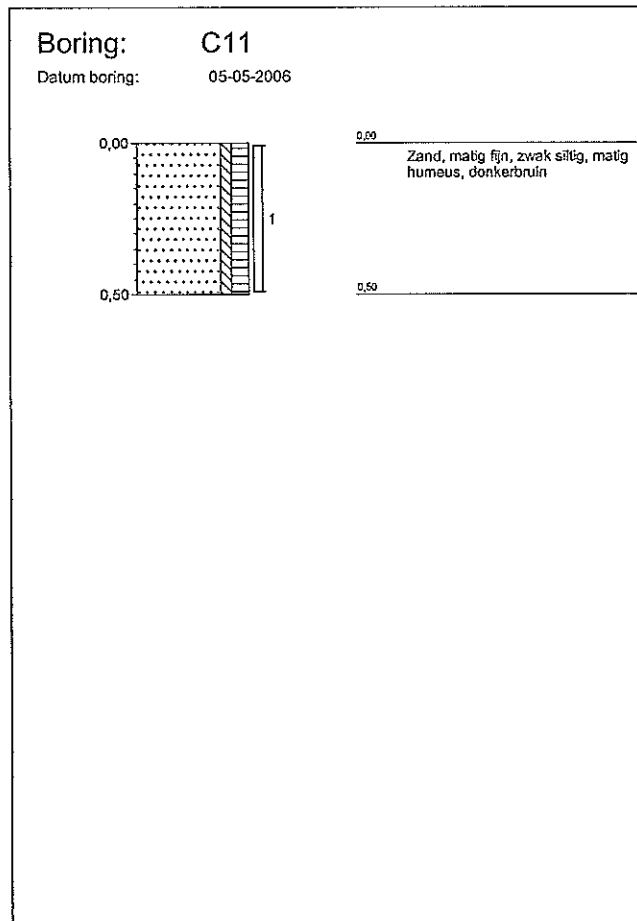 Boring: C11
Datum boring: 05-05-2006
0,00
0,50
1
0,00
Zand, matig fijn, zwak siltig, matig
humeus, donkerbruin
0,50